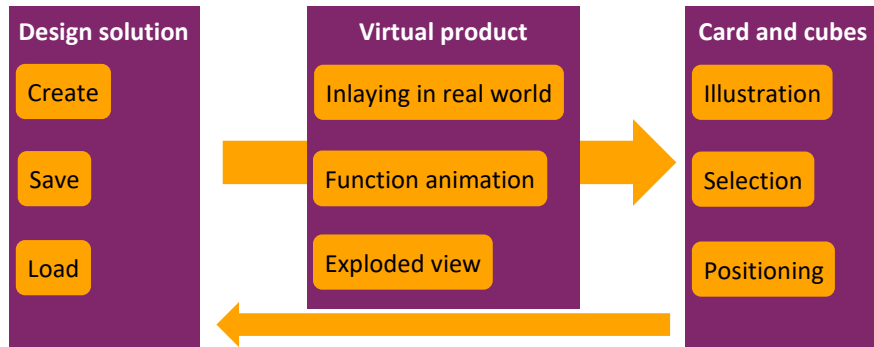 Design solution
Create
Save
Load
Virtual product
Inlaying in real world
Function animation
Exploded view
Card and cubes
Illustration
Selection
Positioning